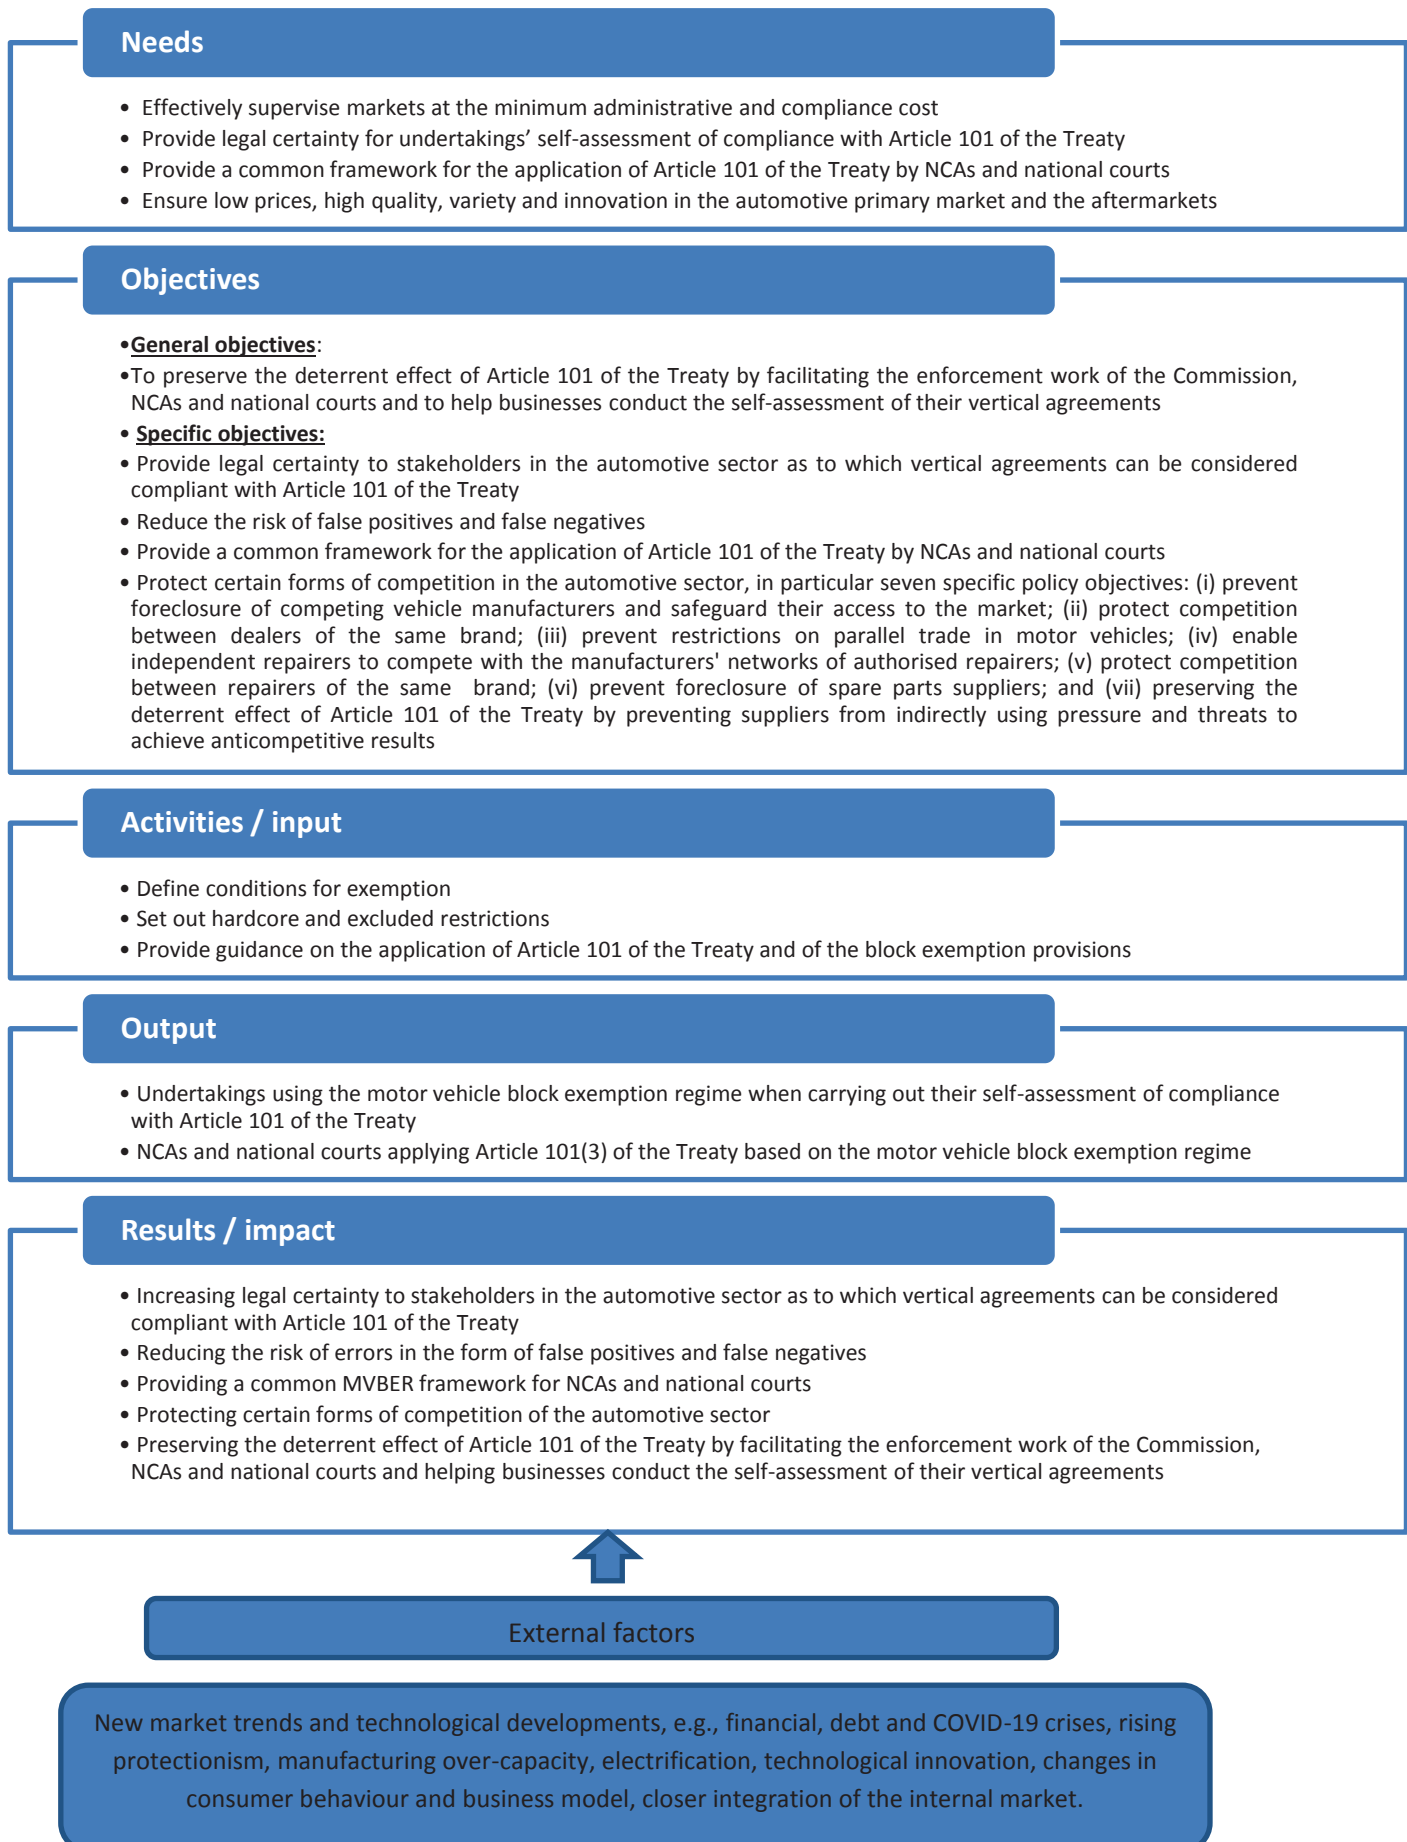 Needs
• Effectively supervise markets at the minimum administrative and compliance cost
• Provide legal certainty for undertakings’ self-assessment of compliance with Article 101 of the Treaty
• Provide a common framework for the application of Article 101 of the Treaty by NCAs and national courts
• Ensure low prices, high quality, variety and innovation in the automotive primary market and the aftermarkets
Objectives
•General objectives:
•To preserve the deterrent effect of Article 101 of the Treaty by facilitating the enforcement work of the Commission,
NCAs and national courts and to help businesses conduct the self-assessment of their vertical agreements
• Specific objectives:
• Provide legal certainty to stakeholders in the automotive sector as to which vertical agreements can be considered
compliant with Article 101 of the Treaty
• Reduce the risk of false positives and false negatives
• Provide a common framework for the application of Article 101 of the Treaty by NCAs and national courts
• Protect certain forms of competition in the automotive sector, in particular seven specific policy objectives: (i) prevent
foreclosure of competing vehicle manufacturers and safeguard their access to the market; (ii) protect competition
between dealers of the same brand; (iii) prevent restrictions on parallel trade in motor vehicles; (iv) enable
independent repairers to compete with the manufacturers' networks of authorised repairers; (v) protect competition
between repairers of the same brand; (vi) prevent foreclosure of spare parts suppliers; and (vii) preserving the
deterrent effect of Article 101 of the Treaty by preventing suppliers from indirectly using pressure and threats to
achieve anticompetitive results
Activities / input
• Define conditions for exemption
• Set out hardcore and excluded restrictions
• Provide guidance on the application of Article 101 of the Treaty and of the block exemption provisions
Output
• Undertakings using the motor vehicle block exemption regime when carrying out their self-assessment of compliance
with Article 101 of the Treaty
• NCAs and national courts applying Article 101(3) of the Treaty based on the motor vehicle block exemption regime
Results / impact
• Increasing legal certainty to stakeholders in the automotive sector as to which vertical agreements can be considered
compliant with Article 101 of the Treaty
• Reducing the risk of errors in the form of false positives and false negatives
• Providing a common MVBER framework for NCAs and national courts
• Protecting certain forms of competition of the automotive sector
• Preserving the deterrent effect of Article 101 of the Treaty by facilitating the enforcement work of the Commission,
NCAs and national courts and helping businesses conduct the self-assessment of their vertical agreements
External factors
New market trends and technological developments, e.g., financial, debt and COVID-19 crises, rising
protectionism, manufacturing over-capacity, electrification, technological innovation, changes in
consumer behaviour and business model, closer integration of the internal market.